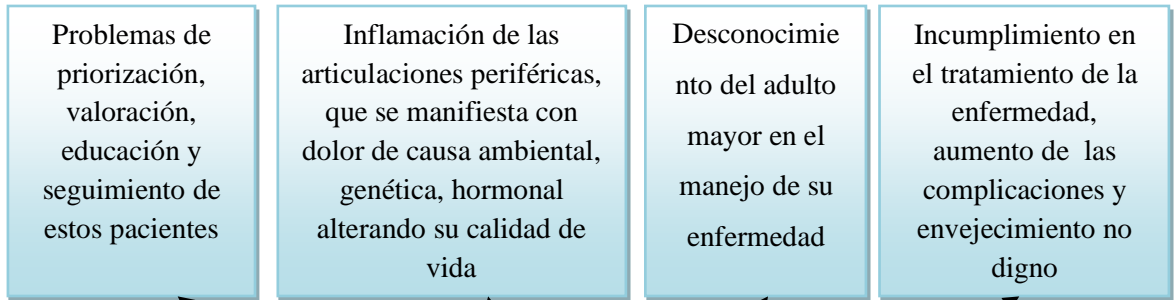 Problemas de
priorización,
valoración,
educación y
seguimiento de
estos pacientes
Inflamación de las
articulaciones periféricas,
que se manifiesta con
dolor de causa ambiental,
genética, hormonal
alterando su calidad de
vida
Desconocimie
nto del adulto
mayor en el
manejo de su
enfermedad
Incumplimiento en
el tratamiento de la
enfermedad,
aumento de  las
complicaciones y
envejecimiento no
digno